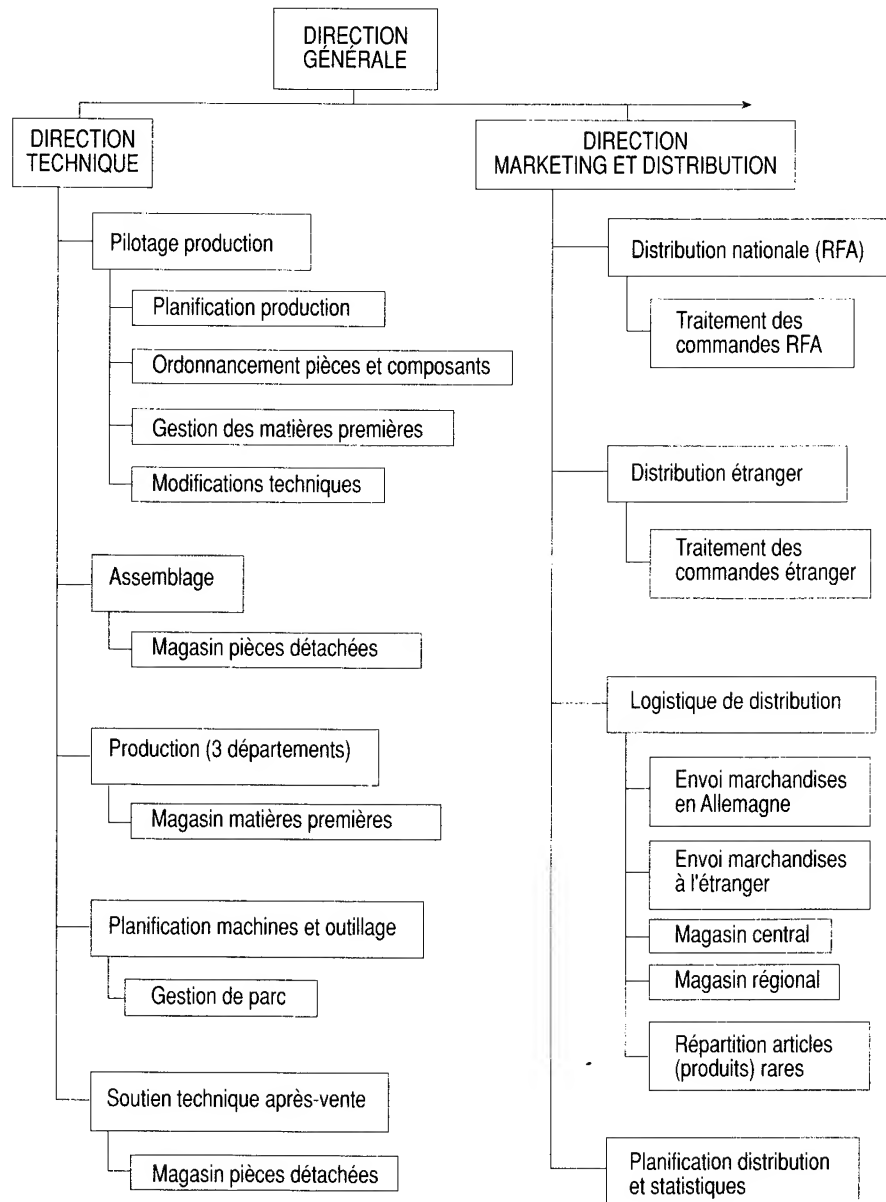 DIRECTION
GÉNÉRALE
DIRECTION
TECHNIQUE
Pilotage production
Planification production
Ordonnancement pièces et composants
Gestion des matières premières
Modifications techniques
Assemblage
Magasin pièces détachées
Production (3 départements)
Magasin matières premières
Planification machines et outillage
Gestion de parc
Soutien technique après-vente
Magasin pièces détachées
DIRECTION
MARKETING ET DISTRIBUTION
Distribution nationale (RFA)
Traitement des
commandes RFA
Distribution étranger
Traitement des
commandes étranger
Logistique de distribution
Envoi marchandises
en Allemagne
Envoi marchandises
à l'étranger
Magasin central
Magasin régional
Répartition articles
(produits) rares
Planification distribution
et statistiques